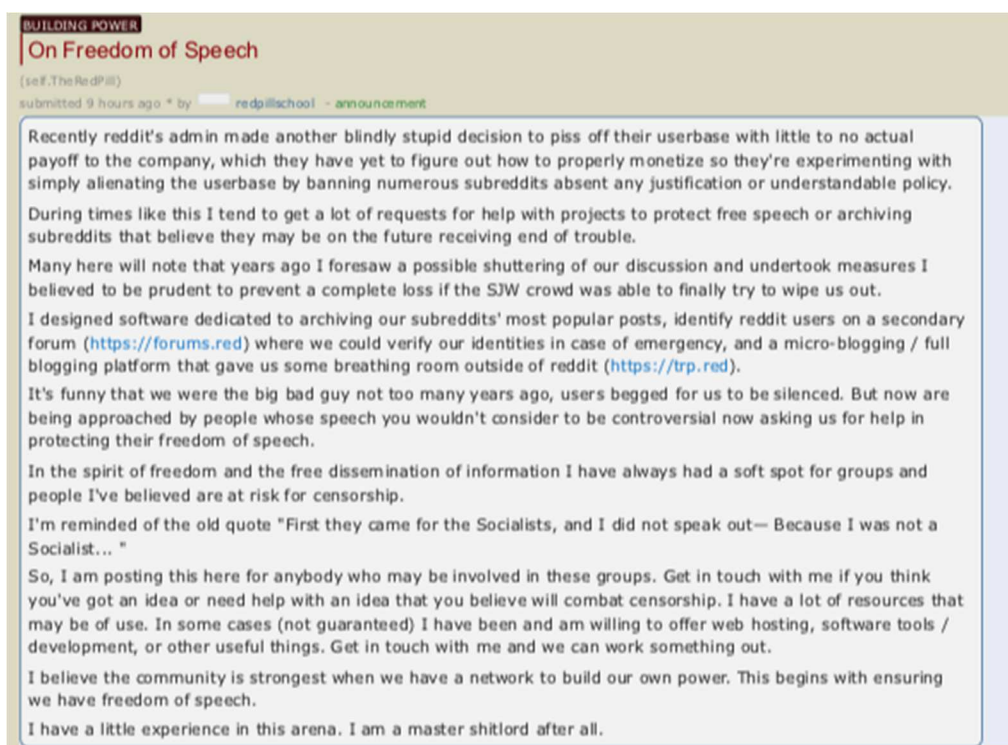 BUILDING POWER
On Freedom of Speech
(self.TheRedPill)
submitted 9 hours ago * by redpillschool - announcement
Recently reddit's admin made another blindly stupid decision to piss off their userbase with little to no actual
payoff to the company, which they have yet to figure out how to properly monetize so they're experimenting with
simply alienating the userbase by banning numerous subreddits absent any justification or understandable policy.
During times like this I tend to get a lot of requests for help with projects to protect free speech or archiving
subreddits that believe they may be on the future receiving end of trouble.
Many here will note that years ago I foresaw a possible shuttering of our discussion and undertook measures I
believed to be prudent to prevent a complete loss if the SJW crowd was able to finally try to wipe us out.
I designed software dedicated to archiving our subreddits' most popular posts, identify reddit users on a secondary
forum (https://forums.red) where we could verify our identities in case of emergency, and a micro-blogging / full
blogging platform that gave us some breathing room outside of reddit (https://trp.red).
It's funny that we were the big bad guy not too many years ago, users begged for us to be silenced. But now are
being approached by people whose speech you wouldn't consider to be controversial now asking us for help in
protecting their freedom of speech.
In the spirit of freedom and the free dissemination of information I have always had a soft spot for groups and
people I've believed are at risk for censorship.
I'm reminded of the old quote "First they came for the Socialists, and I did not speak out— Because I was not a
Socialist... "
So, I am posting this here for anybody who may be involved in these groups. Get in touch with me if you think
you've got an idea or need help with an idea that you believe will combat censorship. I have a lot of resources that
may be of use. In some cases (not guaranteed) I have been and am willing to offer web hosting, software tools /
development, or other useful things. Get in touch with me and we can work something out.
I believe the community is strongest when we have a network to build our own power. This begins with ensuring
we have freedom of speech.
I have a little experience in this arena. I am a master shitlord after all.